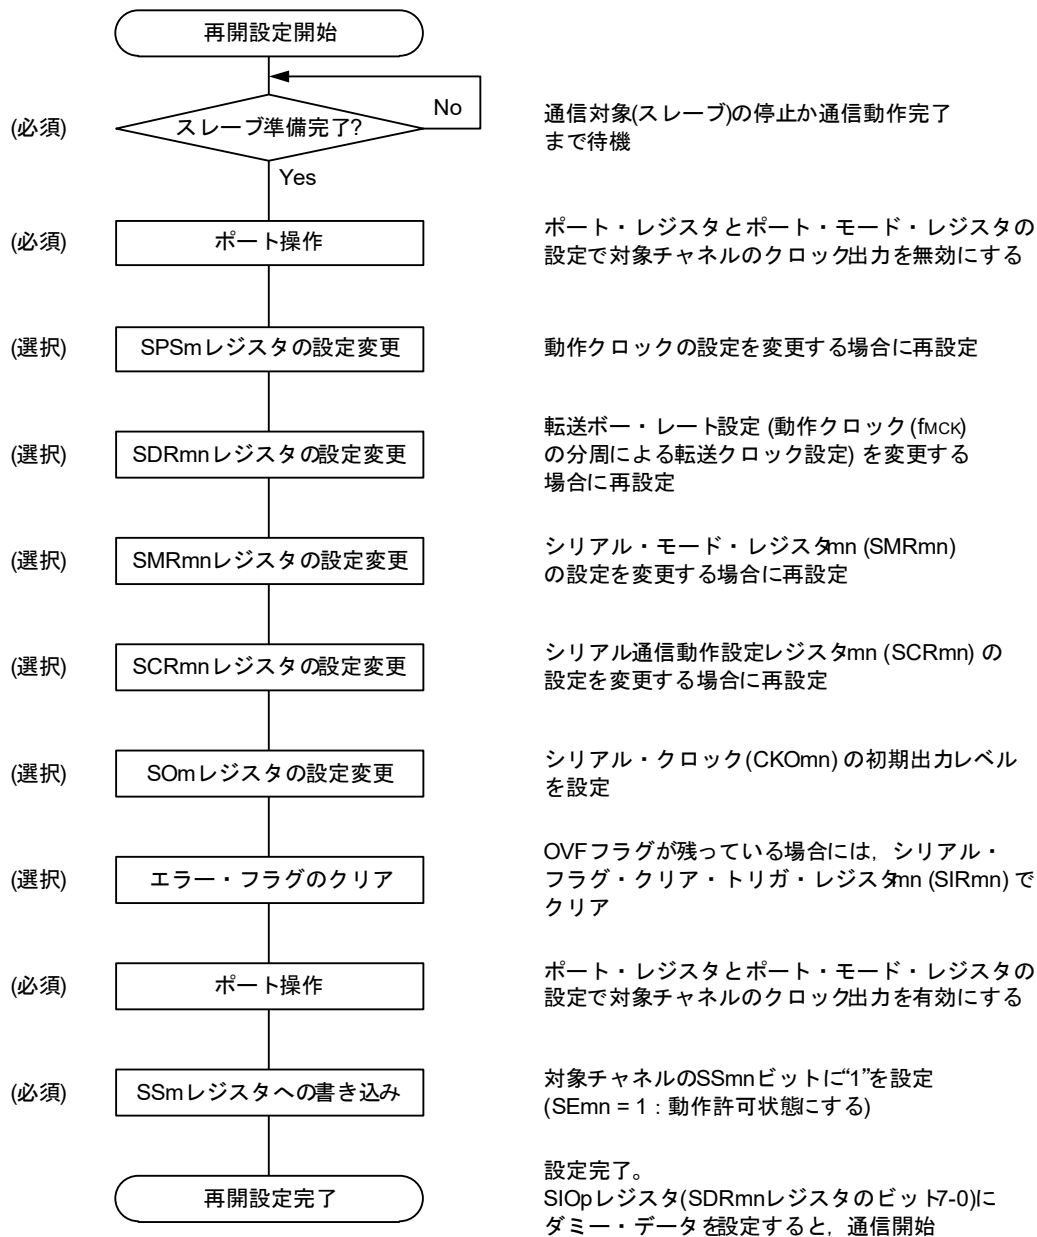 再開設定開始
No
(必須)
スレーブ準備完了?
通信対象(スレーブ)の停止か通信動作完了
まで待機
Yes
(必須)
ポート操作
ポート・レジスタとポート・モード・レジスタの
設定で対象チャネルのクロック出力を無効にする
(選択)
SPSmレジスタの設定変更
動作クロックの設定を変更する場合に再設定
(選択)
SDRmnレジスタの設定変更
転送ボー・レート設定 (動作クロック (fMCK)
の分周による転送クロック設定) を変更する
場合に再設定
(選択)
SMRmnレジスタの設定変更
シリアル・モード・レジスタmn (SMRmn)
の設定を変更する場合に再設定
(選択)
SCRmnレジスタの設定変更
シリアル通信動作設定レジスタmn (SCRmn) の
設定を変更する場合に再設定
(選択)
SOmレジスタの設定変更
シリアル・クロック(CKOmn) の初期出力レベル
を設定
(選択)
エラー・フラグのクリア
OVFフラグが残っている場合には，シリアル・
フラグ・クリア・トリガ・レジスタmn (SIRmn) で
クリア
(必須)
ポート操作
ポート・レジスタとポート・モード・レジスタの
設定で対象チャネルのクロック出力を有効にする
(必須)
SSmレジスタへの書き込み
対象チャネルのSSmnビットに“1”を設定
(SEmn = 1 : 動作許可状態にする)
再開設定完了
設定完了。
SIOpレジスタ(SDRmnレジスタのビット7-0)に
ダミー・データを設定すると，通信開始